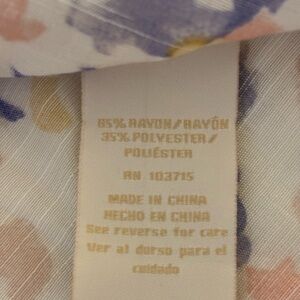 65% RAYON/RAYÓN
35% POLYESTER/
POLIÉSTER
RN 103715
MADE IN CHINA
HECHO EN CHINA
See reverse for care
Ver al dorso para el
cuidado